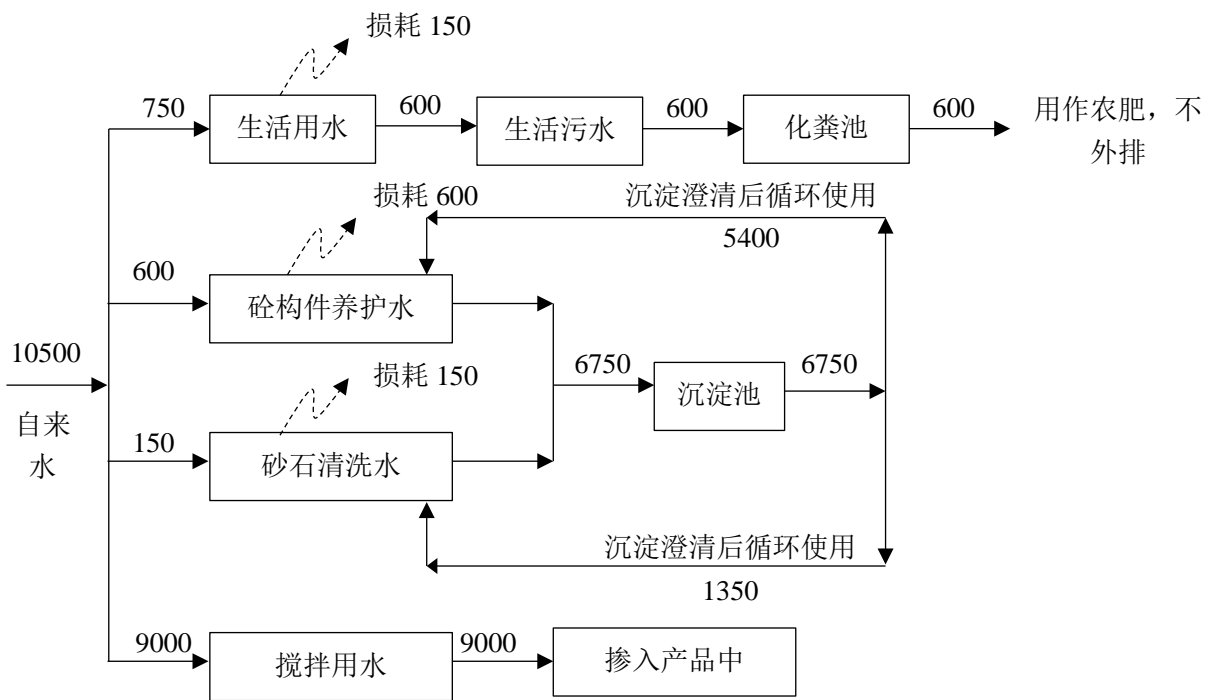 损耗 150
750
生活用水
600
生活污水
600
化粪池
600
用作农肥，不
外排
损耗 600
沉淀澄清后循环使用
5400
600
砼构件养护水
10500
自来
水
损耗 150
6750
沉淀池
6750
150
砂石清洗水
沉淀澄清后循环使用
1350
9000
搅拌用水
9000
掺入产品中